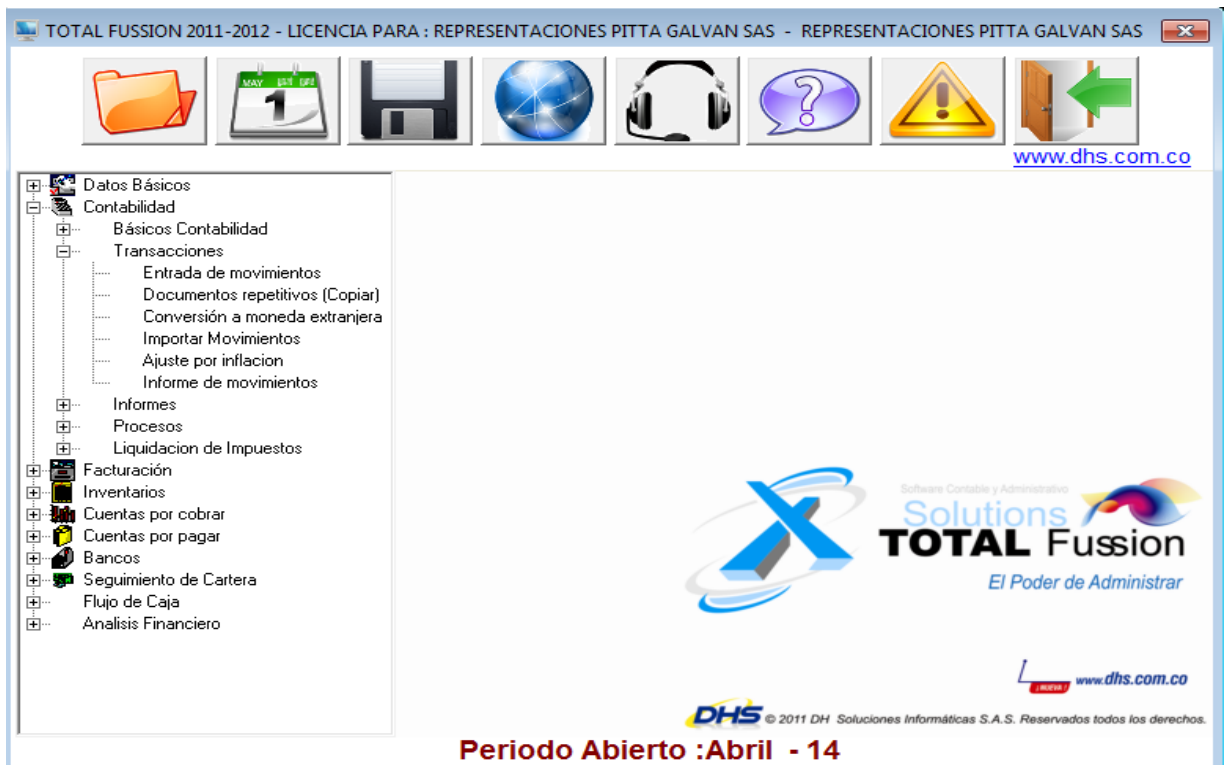 TOTAL FUSSION 2011-2012 - LICENCIA PARA : REPRESENTACIONES PITTA GALVAN SAS - REPRESENTACIONES PITTA GALVAN SAS
MAY
1
?
www.dhs.com.co
Datos Básicos
Contabilidad
Básicos Contabilidad
Transacciones
Entrada de movimientos
Documentos repetitivos (Copiar)
Conversión a moneda extranjera
Importar Movimientos
Ajuste por inflacion
Informe de movimientos
Informes
Procesos
Liquidacion de Impuestos
Facturación
Inventarios
Cuentas por cobrar
Cuentas por pagar
Bancos
Seguimiento de Cartera
Flujo de Caja
Analisis Financiero
Software Contable y Administrativo
Solutions
TOTAL Fussion
El Poder de Administrar
¡NUEVA! www.dhs.com.co
DHS © 2011 DH Soluciones Informáticas S.A.S. Reservados todos los derechos.
Periodo Abierto :Abril - 14